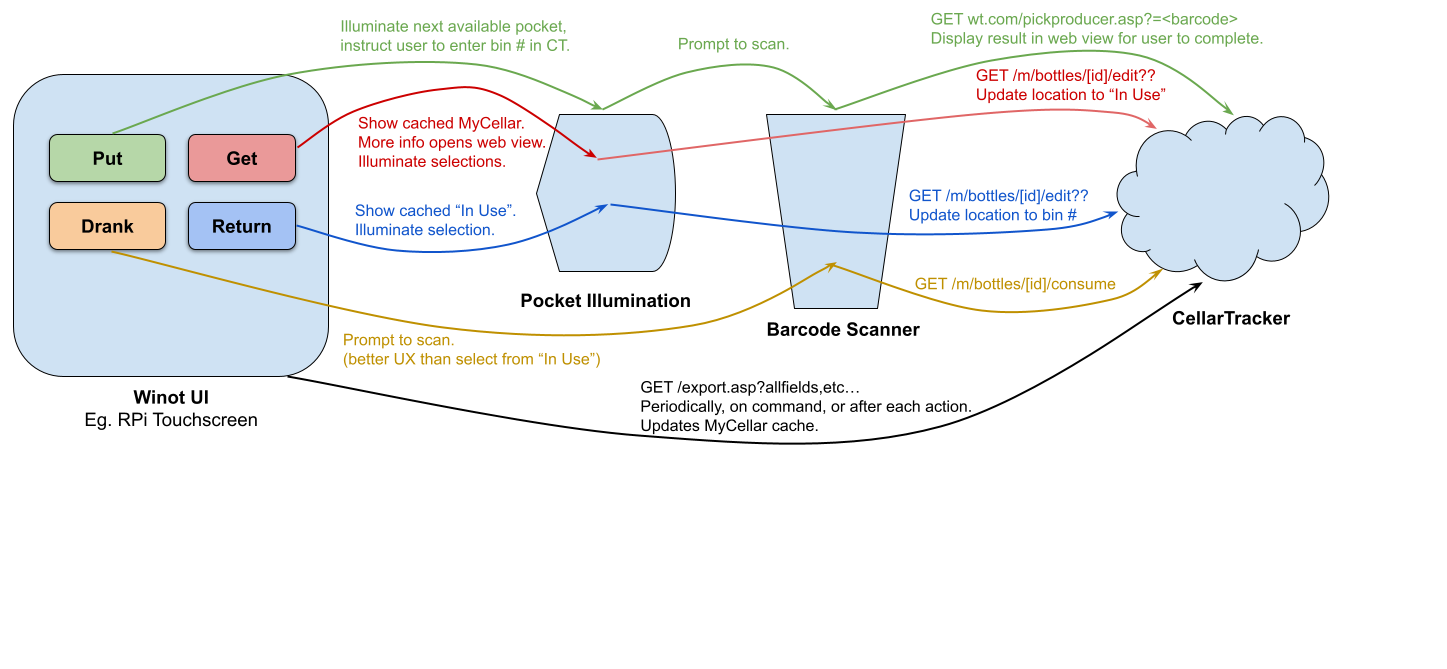 Illuminate next available pocket,
instruct user to enter bin # in CT.
Prompt to scan.
GET wt.com/pickproducer.asp?=<barcode>
Display result in web view for user to complete.
GET /m/bottles/[id]/edit??
Update location to “In Use”
Show cached MyCellar.
More info opens web view.
Illuminate selections.
Put
Get
Drank
Return
Show cached “In Use”.
Illuminate selection.
GET /m/bottles/[id]/edit??
Update location to bin #
GET /m/bottles/[id]/consume
Pocket Illumination
Barcode Scanner
CellarTracker
Prompt to scan.
(better UX than select from “In Use”)
Winot UI
Eg. RPi Touchscreen
GET /export.asp?allfields,etc…
Periodically, on command, or after each action.
Updates MyCellar cache.